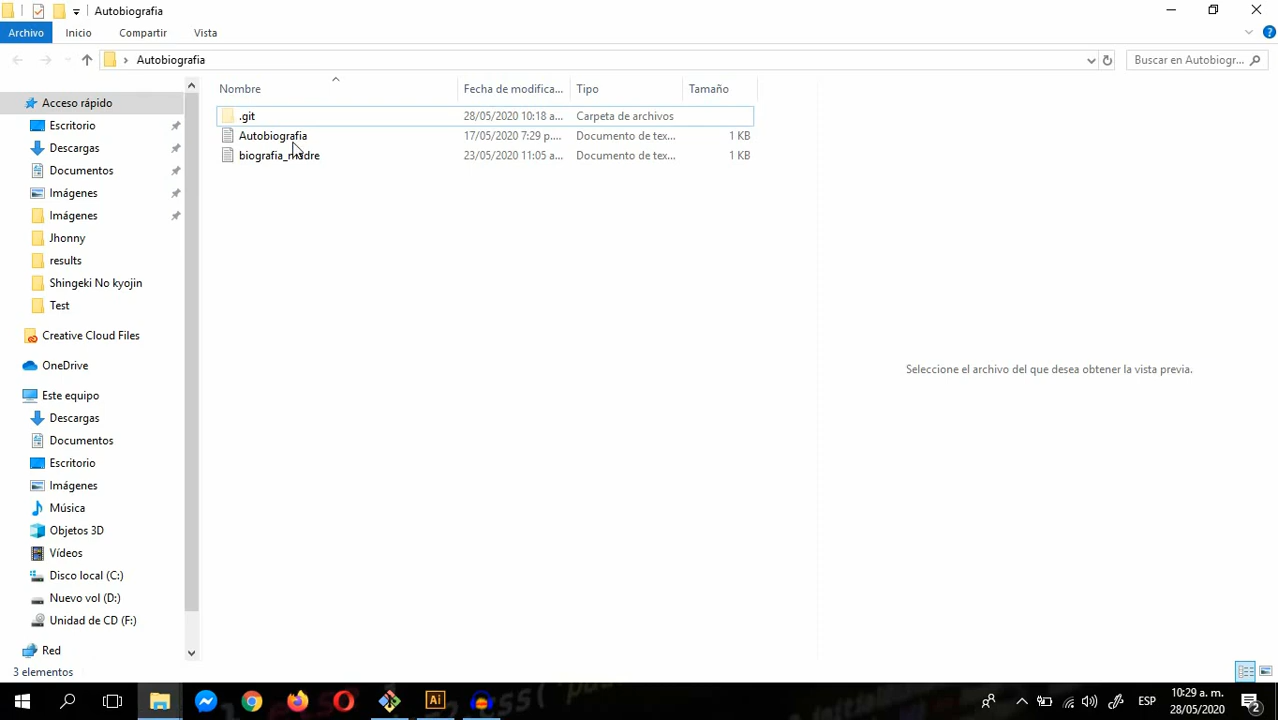 Autobiografia
Archivo Inicio Compartir Vista
Autobiografia
Buscar en Autobiogr...
Nombre Fecha de modifica... Tipo Tamaño
.git 28/05/2020 10:18 a... Carpeta de archivos
Autobiografia 17/05/2020 7:29 p.... Documento de tex... 1 KB
biografia_madre 23/05/2020 11:05 a... Documento de tex... 1 KB
Acceso rápido
Escritorio
Descargas
Documentos
Imágenes
Imágenes
Jhonny
results
Shingeki No kyojin
Test
Creative Cloud Files
OneDrive
Este equipo
Descargas
Documentos
Escritorio
Imágenes
Música
Objetos 3D
Vídeos
Disco local (C:)
Nuevo vol (D:)
Unidad de CD (F:)
Red
Seleccione el archivo del que desea obtener la vista previa.
3 elementos
Ai
ESP
10:29 a. m.
28/05/2020
2